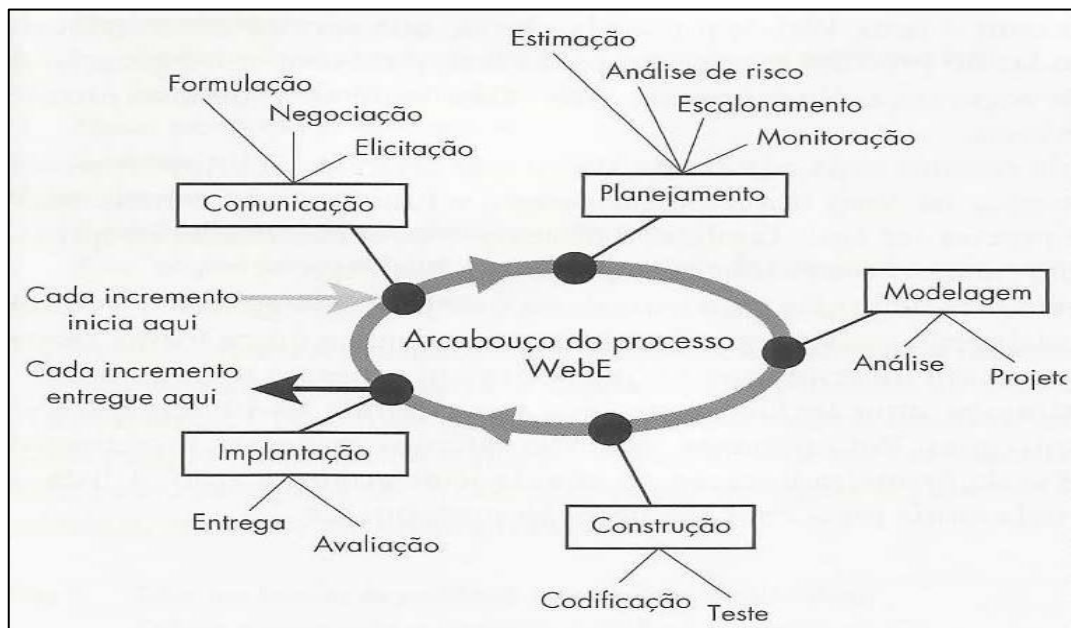 Estimação
Análise de risco
Escalonamento
Monitoração
Planejamento
Formulação
Negociação
Elicitação
Comunicação
Cada incremento
inicia aqui
Arcabouço do processo
WebE
Modelagem
Análise
Projeto
Cada incremento
entregue aqui
Implantação
Entrega
Avaliação
Construção
Codificação
Teste